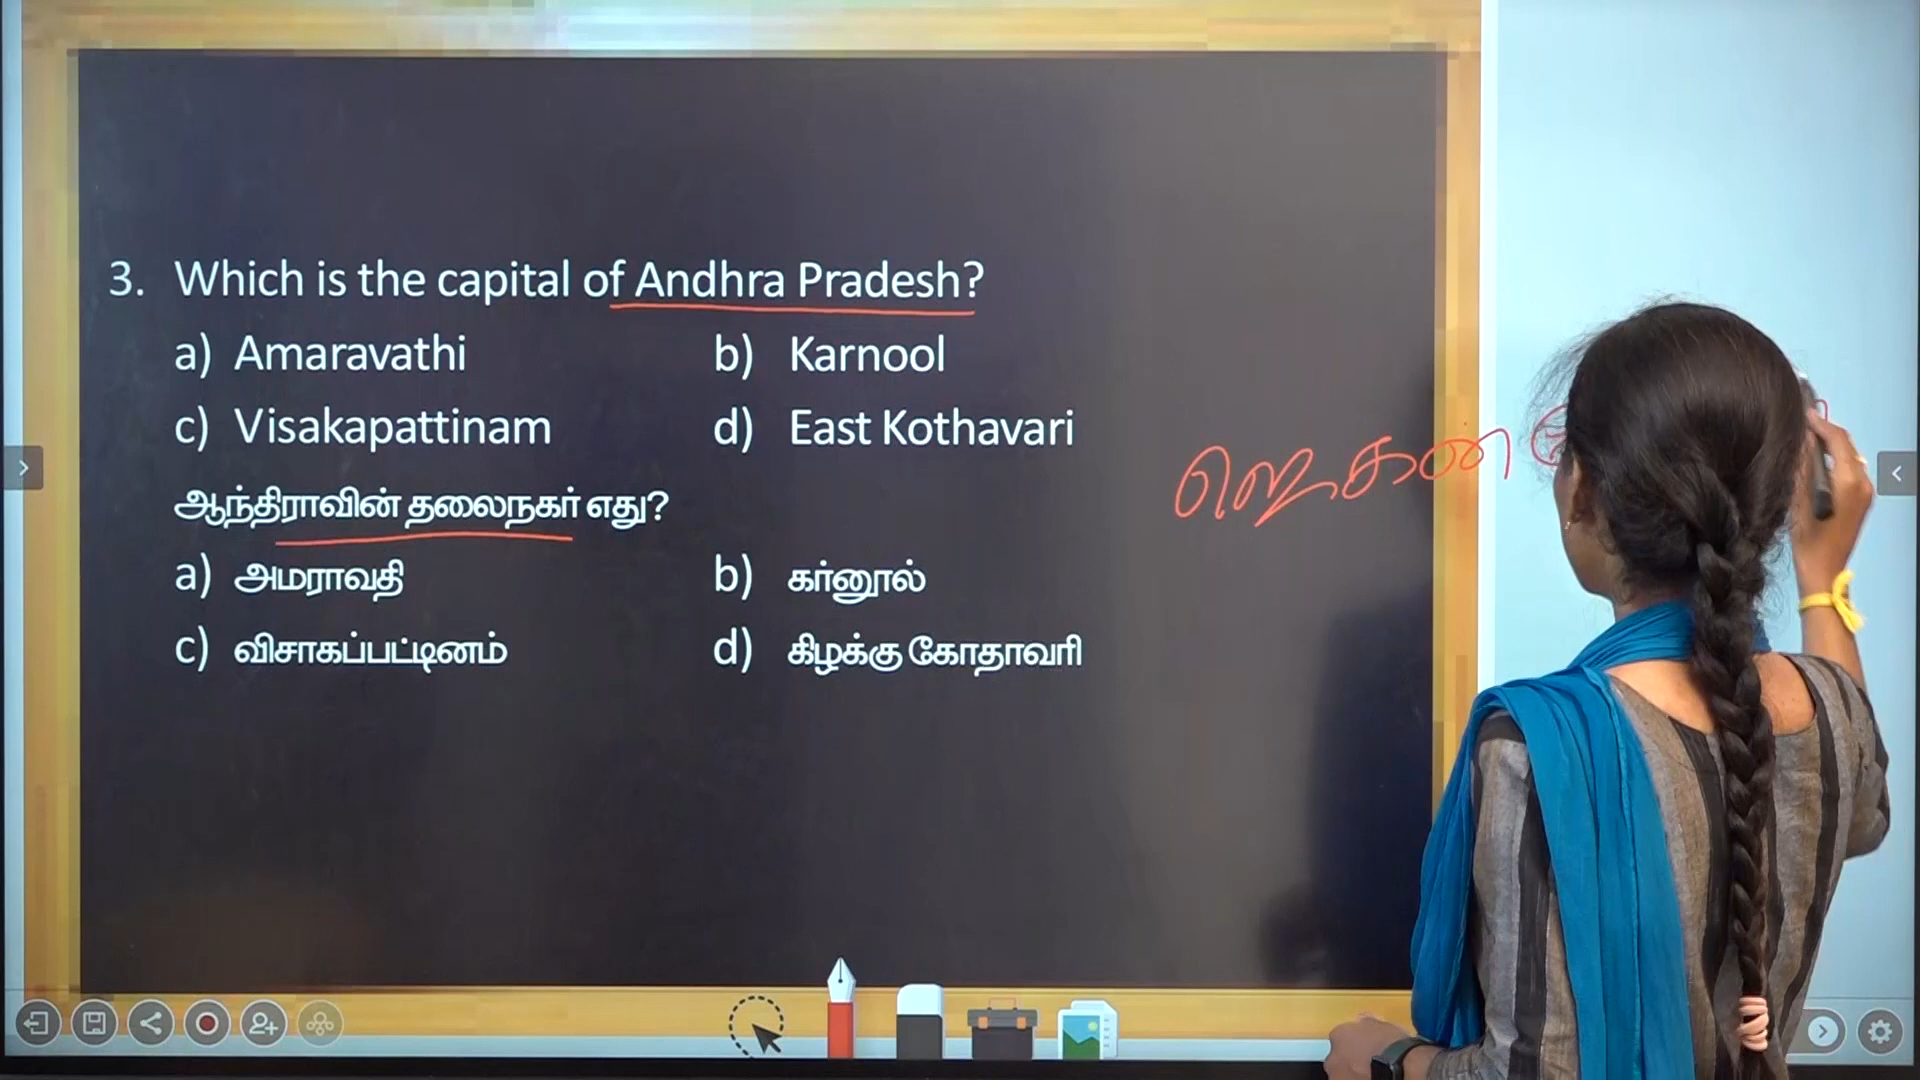 3. Which is the capital of Andhra Pradesh?
a) Amaravathi b) Karnool
c) Visakapattinam d) East Kothavari
ஆந்திராவின் தலைநகர் எது?
a) அமராவதி b) கர்னூல்
c) விசாகப்பட்டினம் d) கிழக்கு கோதாவரி
ஜெகன்